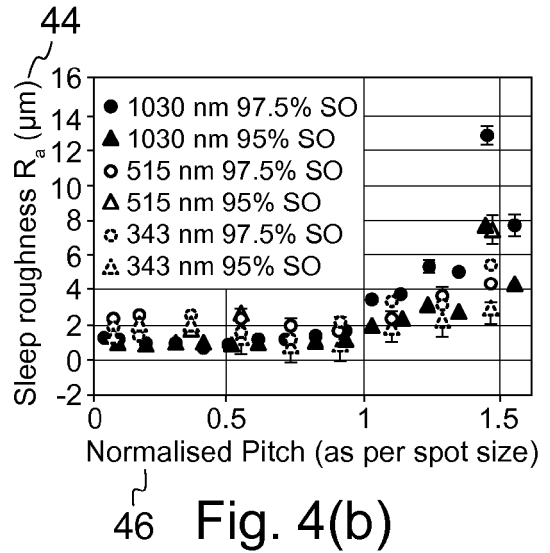 44
Sleep roughness Ra (µm)
16
14
12
10
8
6
4
2
0
-2
1030 nm 97.5% SO
1030 nm 95% SO
515 nm 97.5% SO
515 nm 95% SO
343 nm 97.5% SO
343 nm 95% SO
0 0.5 1.0 1.5
Normalised Pitch (as per spot size)
46
Fig. 4(b)